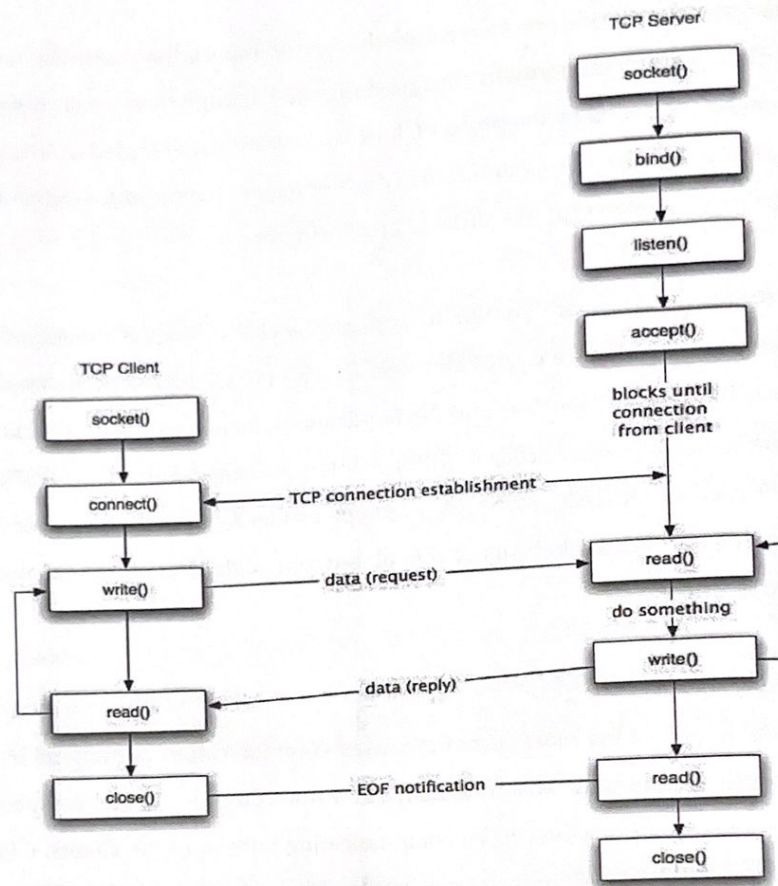 TCP Server
socket()
bind()
listen()
accept()
blocks until
connection
from client
TCP Client
socket()
connect()
TCP connection establishment
write()
data (request)
read()
do something
write()
data (reply)
read()
close()
EOF notification
read()
close()